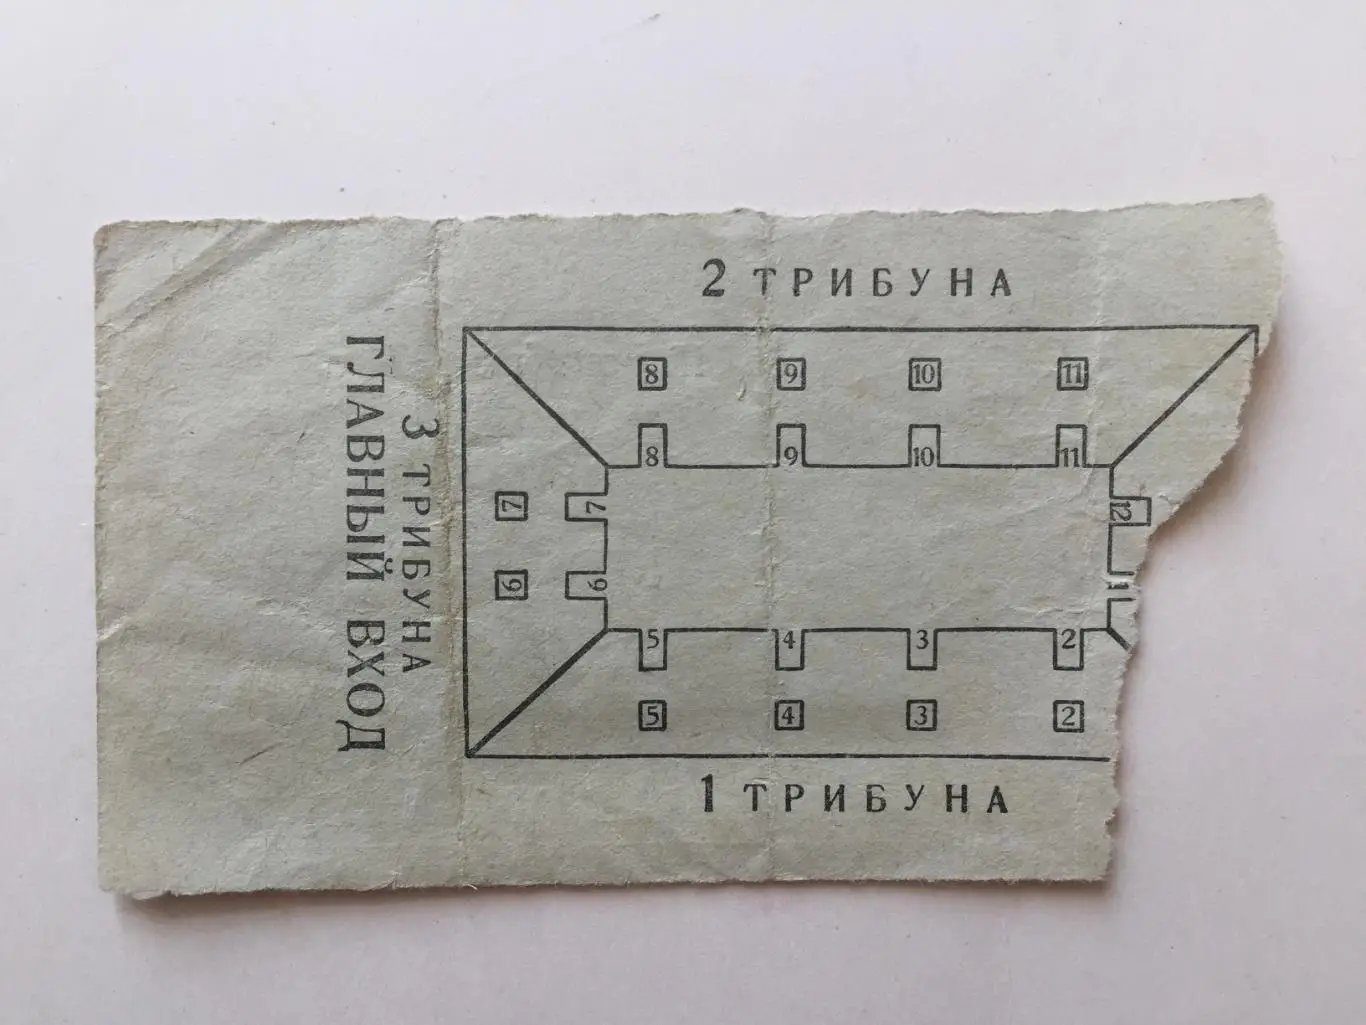 2 ТРИБУНА
8 9 10 11
8 9 10 11
7 7 12
6 6 1
5 4 3 2
5 4 3 2
1 ТРИБУНА
3 ТРИБУНА
ГЛАВНЫЙ ВХОД